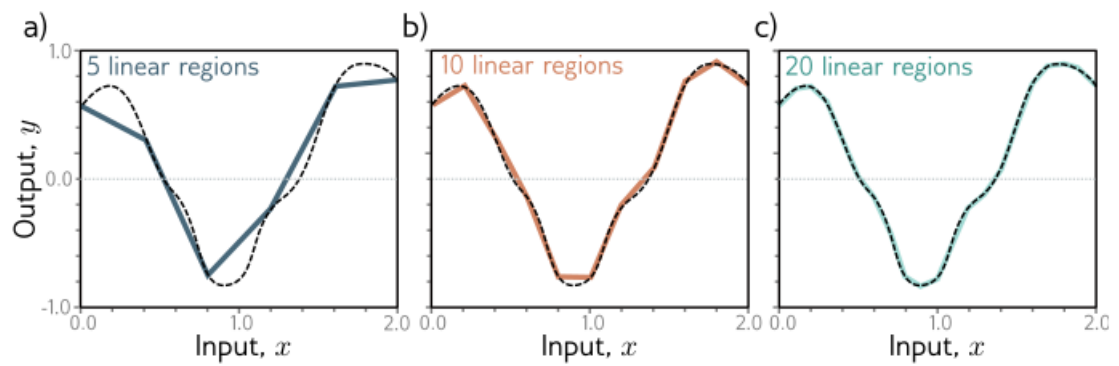 a)
b)
c)
5 linear regions
10 linear regions
20 linear regions
1.0
0.0
-1.0
Output, y
0.0 1.0 2.0
0.0 1.0 2.0
0.0 1.0 2.0
Input, x
Input, x
Input, x